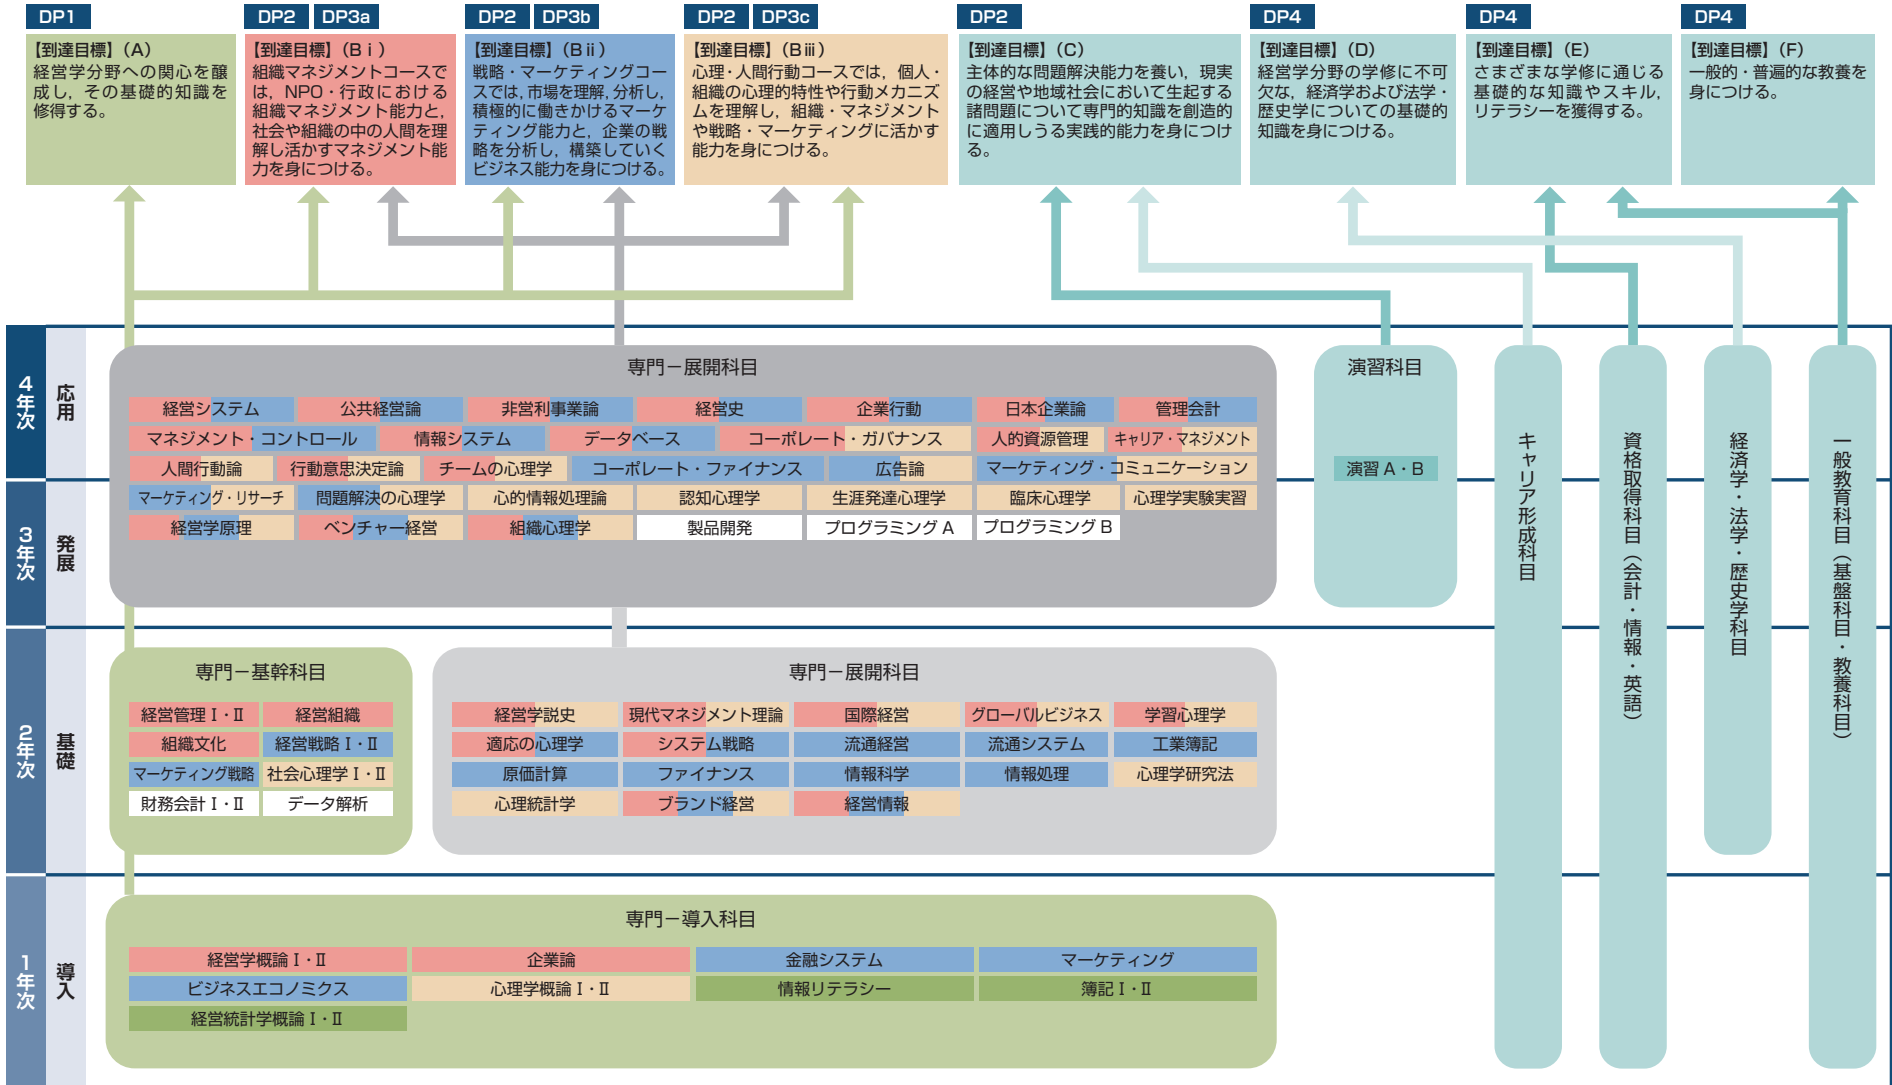 DP1
【到達目標】(A)
経営学分野への関心を醸
成し，その基礎的知識を
修得する。
DP2 DP3a
【到達目標】(Bⅰ)
組織マネジメントコースで
は，NPO・行政における
組織マネジメント能力と，
社会や組織の中の人間を理
解し活かすマネジメント能
力を身につける。
DP2 DP3b
【到達目標】(Bⅱ)
戦略・マーケティングコー
スでは，市場を理解，分析し，
積極的に働きかけるマーケ
ティング能力と，企業の戦
略を分析し，構築していく
ビジネス能力を身につける。
DP2 DP3c
【到達目標】(Bⅲ)
心理・人間行動コースでは，個人・
組織の心理的特性や行動メカニズ
ムを理解し，組織・マネジメント
や戦略・マーケティングに活かす
能力を身につける。
DP2
【到達目標】(C)
主体的な問題解決能力を養い，現実
の経営や地域社会において生起する
諸問題について専門的知識を創造的
に適用しうる実践的能力を身につけ
る。
DP4
【到達目標】(D)
経営学分野の学修に不可
欠な，経済学および法学・
歴史学についての基礎的
知識を身につける。
DP4
【到達目標】(E)
さまざまな学修に通じる
基礎的な知識やスキル，
リテラシーを獲得する。
DP4
【到達目標】(F)
一般的・普遍的な教養を
身につける。
4年次
応用
3年次
発展
2年次
基礎
1年次
導入
専門－展開科目
経営システム 公共経営論 非営利事業論 経営史 企業行動 日本企業論 管理会計
マネジメント・コントロール 情報システム データベース コーポレート・ガバナンス 人的資源管理 キャリア・マネジメント
人間行動論 行動意思決定論 チームの心理学 コーポレート・ファイナンス 広告論 マーケティング・コミュニケーション
マーケティング・リサーチ 問題解決の心理学 心的情報処理論 認知心理学 生涯発達心理学 臨床心理学 心理学実験実習
経営学原理 ベンチャー経営 組織心理学 製品開発 プログラミング A プログラミング B
演習科目
演習 A・B
キャリア形成科目
資格取得科目（会計・情報・英語）
経済学・法学・歴史学科目
一般教育科目（基盤科目・教養科目）
専門－基幹科目
経営管理Ⅰ・Ⅱ 経営組織
組織文化 経営戦略Ⅰ・Ⅱ
マーケティング戦略 社会心理学Ⅰ・Ⅱ
財務会計Ⅰ・Ⅱ データ解析
専門－展開科目
経営学説史 現代マネジメント理論 国際経営 グローバルビジネス 学習心理学
適応の心理学 システム戦略 流通経営 流通システム 工業簿記
原価計算 ファイナンス 情報科学 情報処理 心理学研究法
心理統計学 ブランド経営 経営情報
専門－導入科目
経営学概論Ⅰ・Ⅱ 企業論 金融システム マーケティング
ビジネスエコノミクス 心理学概論Ⅰ・Ⅱ 情報リテラシー 簿記Ⅰ・Ⅱ
経営統計学概論Ⅰ・Ⅱ